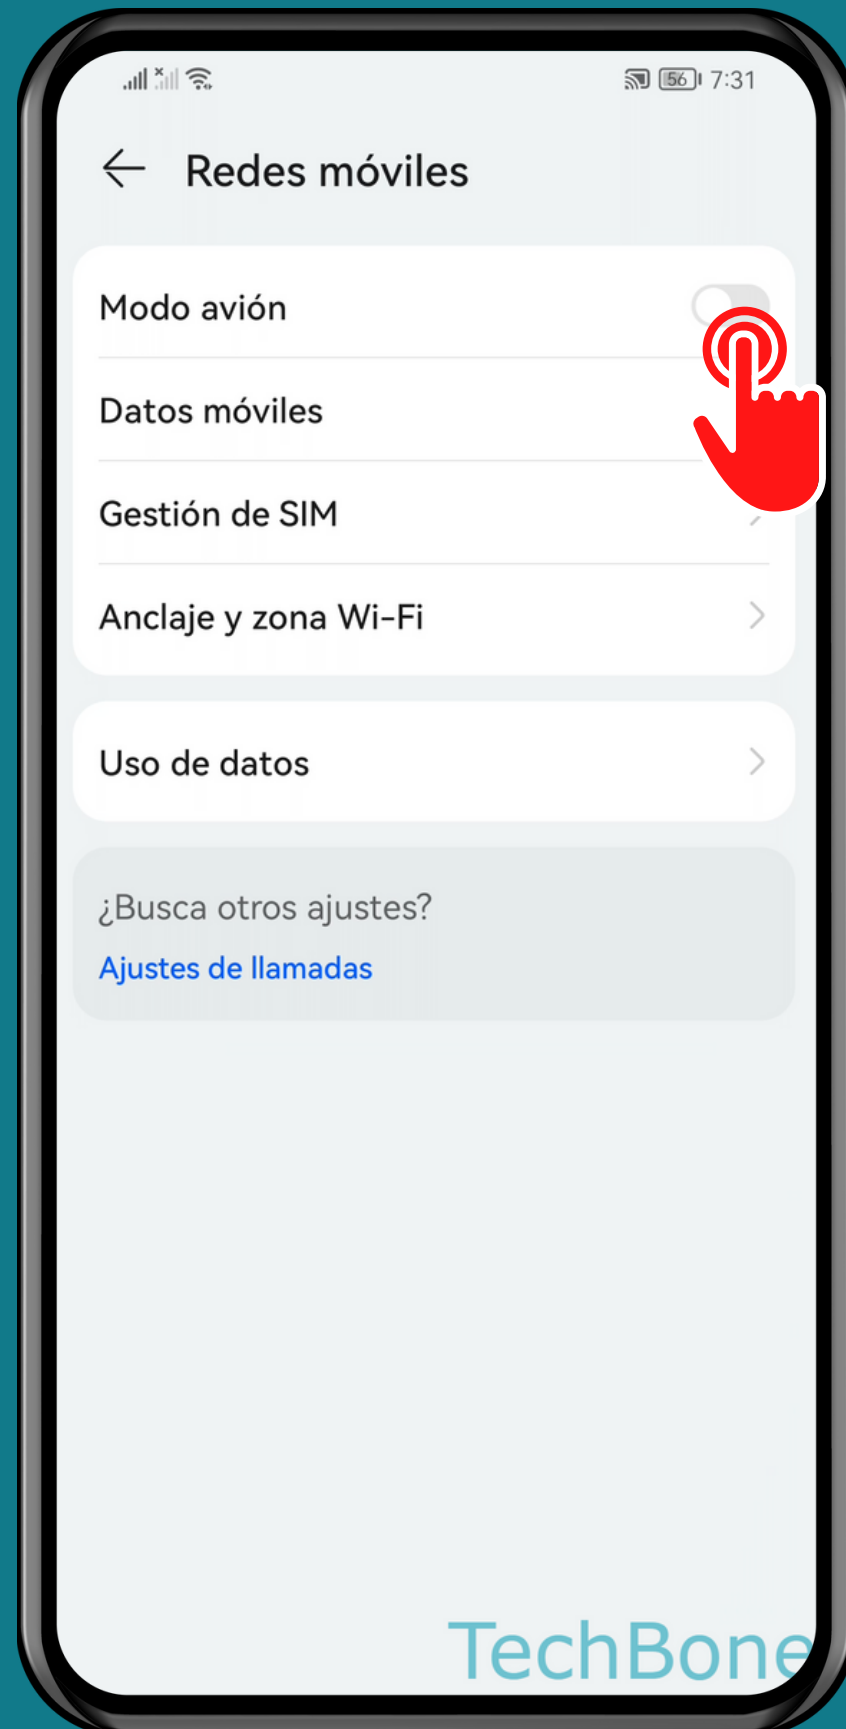 56 7:31
Redes móviles
Modo avión
Datos móviles
Gestión de SIM
Anclaje y zona Wi-Fi
Uso de datos
¿Busca otros ajustes?
Ajustes de llamadas
TechBone